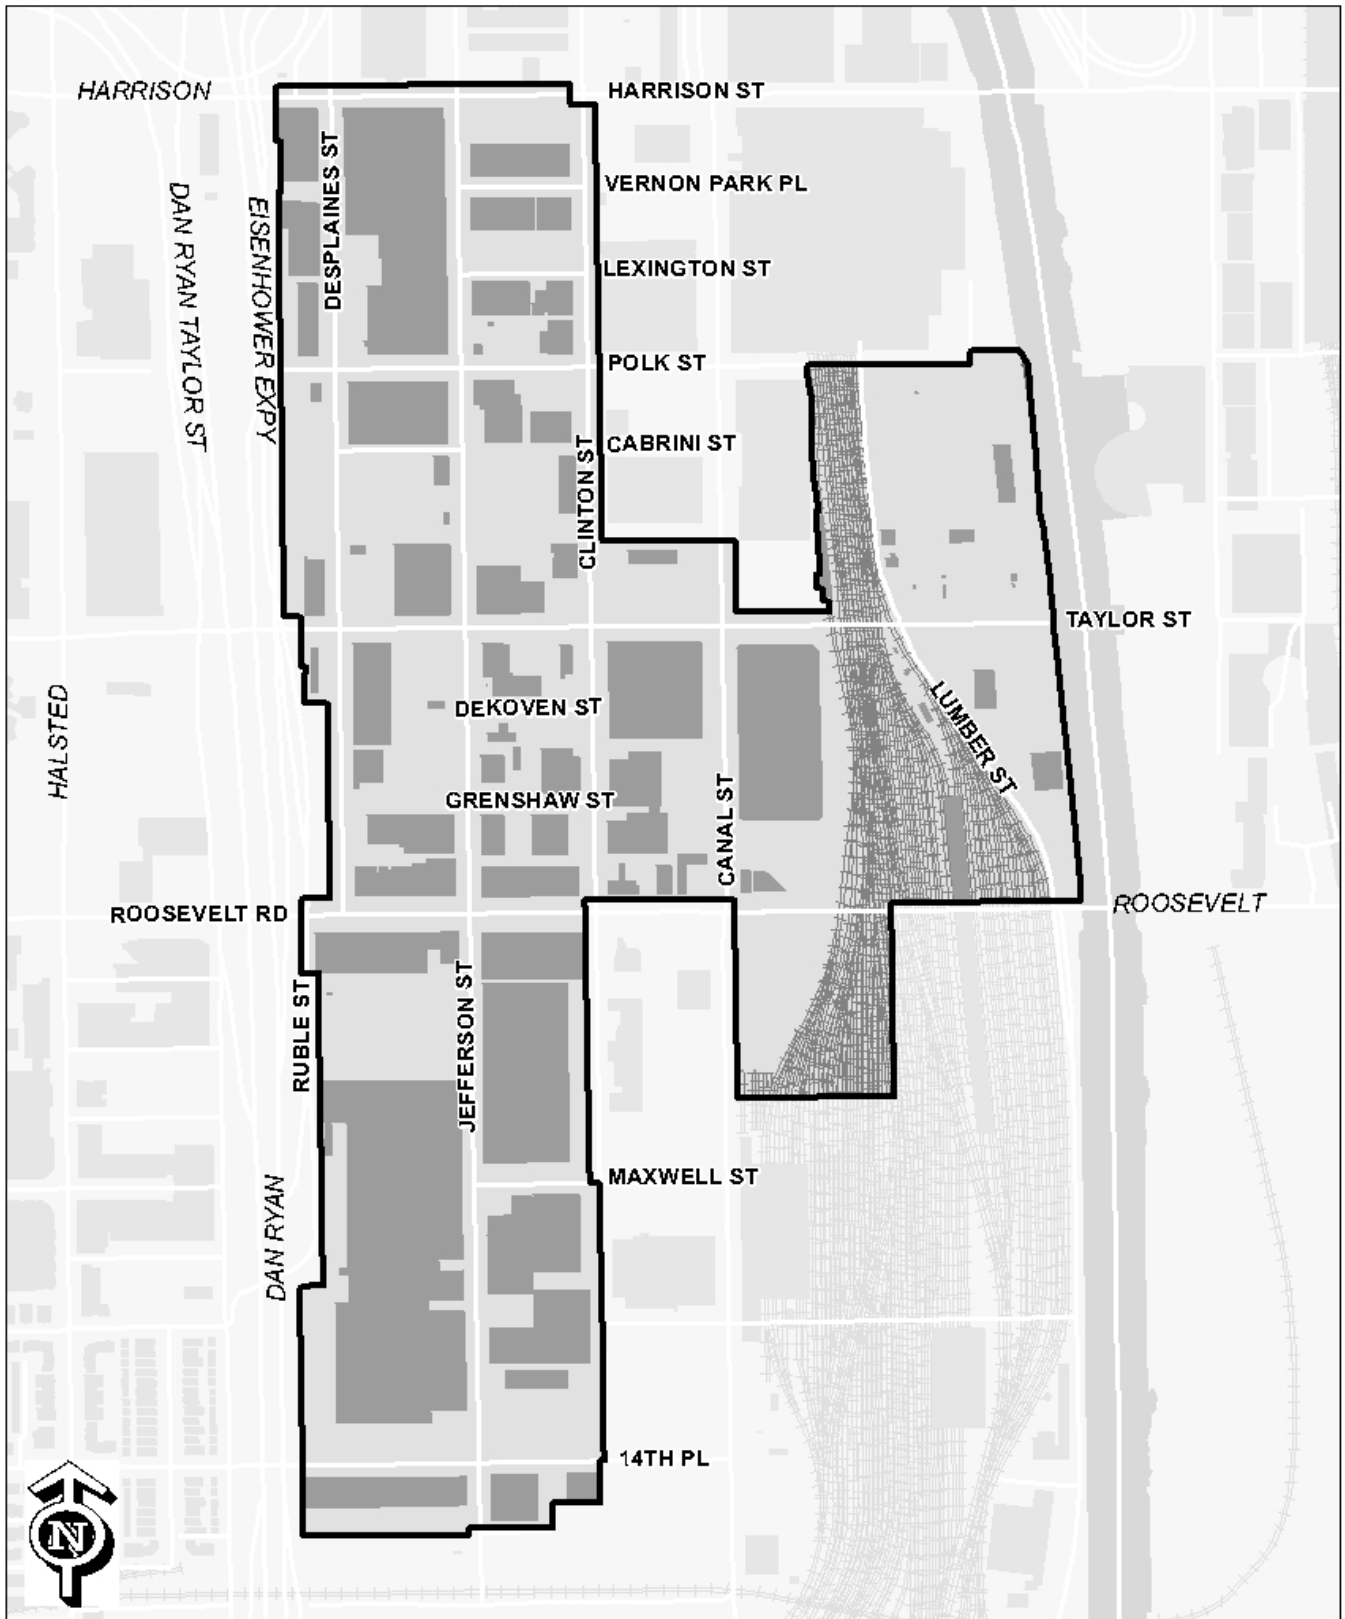 HARRISON
HARRISON ST
DESPLAINES ST
VERNON PARK PL
DAN RYAN TAYLOR ST
EISENHOWER EXPY
LEXINGTON ST
POLK ST
CABRINI ST
CLINTON ST
TAYLOR ST
HALSTED
DEKOVEN ST
LUMBER ST
GRENSHAW ST
CANAL ST
ROOSEVELT RD
ROOSEVELT
RUBLE ST
JEFFERSON ST
MAXWELL ST
DAN RYAN
14TH PL
N